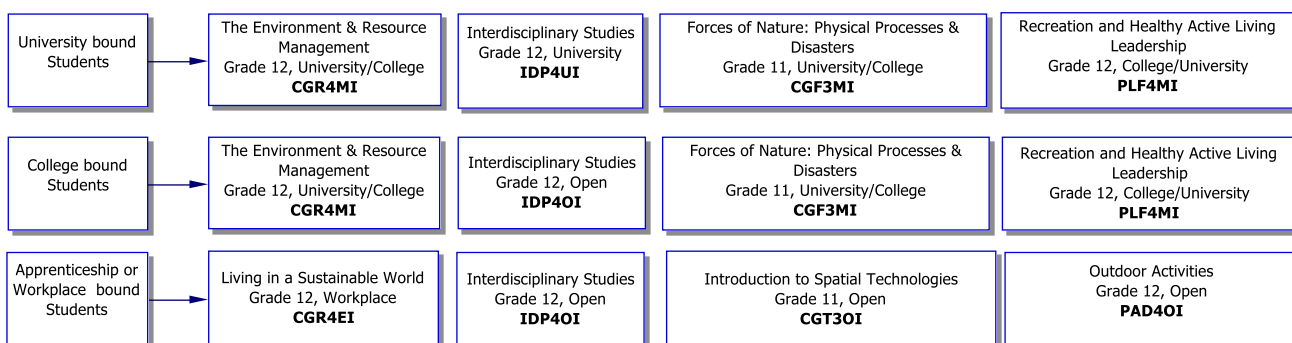 University bound
Students
The Environment & Resource
Management
Grade 12, University/College
CGR4MI
Interdisciplinary Studies
Grade 12, University
IDP4UI
Forces of Nature: Physical Processes &
Disasters
Grade 11, University/College
CGF3MI
Recreation and Healthy Active Living
Leadership
Grade 12, College/University
PLF4MI
College bound
Students
The Environment & Resource
Management
Grade 12, University/College
CGR4MI
Interdisciplinary Studies
Grade 12, Open
IDP4OI
Forces of Nature: Physical Processes &
Disasters
Grade 11, University/College
CGF3MI
Recreation and Healthy Active Living
Leadership
Grade 12, College/University
PLF4MI
Apprenticeship or
Workplace bound
Students
Living in a Sustainable World
Grade 12, Workplace
CGR4EI
Interdisciplinary Studies
Grade 12, Open
IDP4OI
Introduction to Spatial Technologies
Grade 11, Open
CGT3OI
Outdoor Activities
Grade 12, Open
PAD4OI